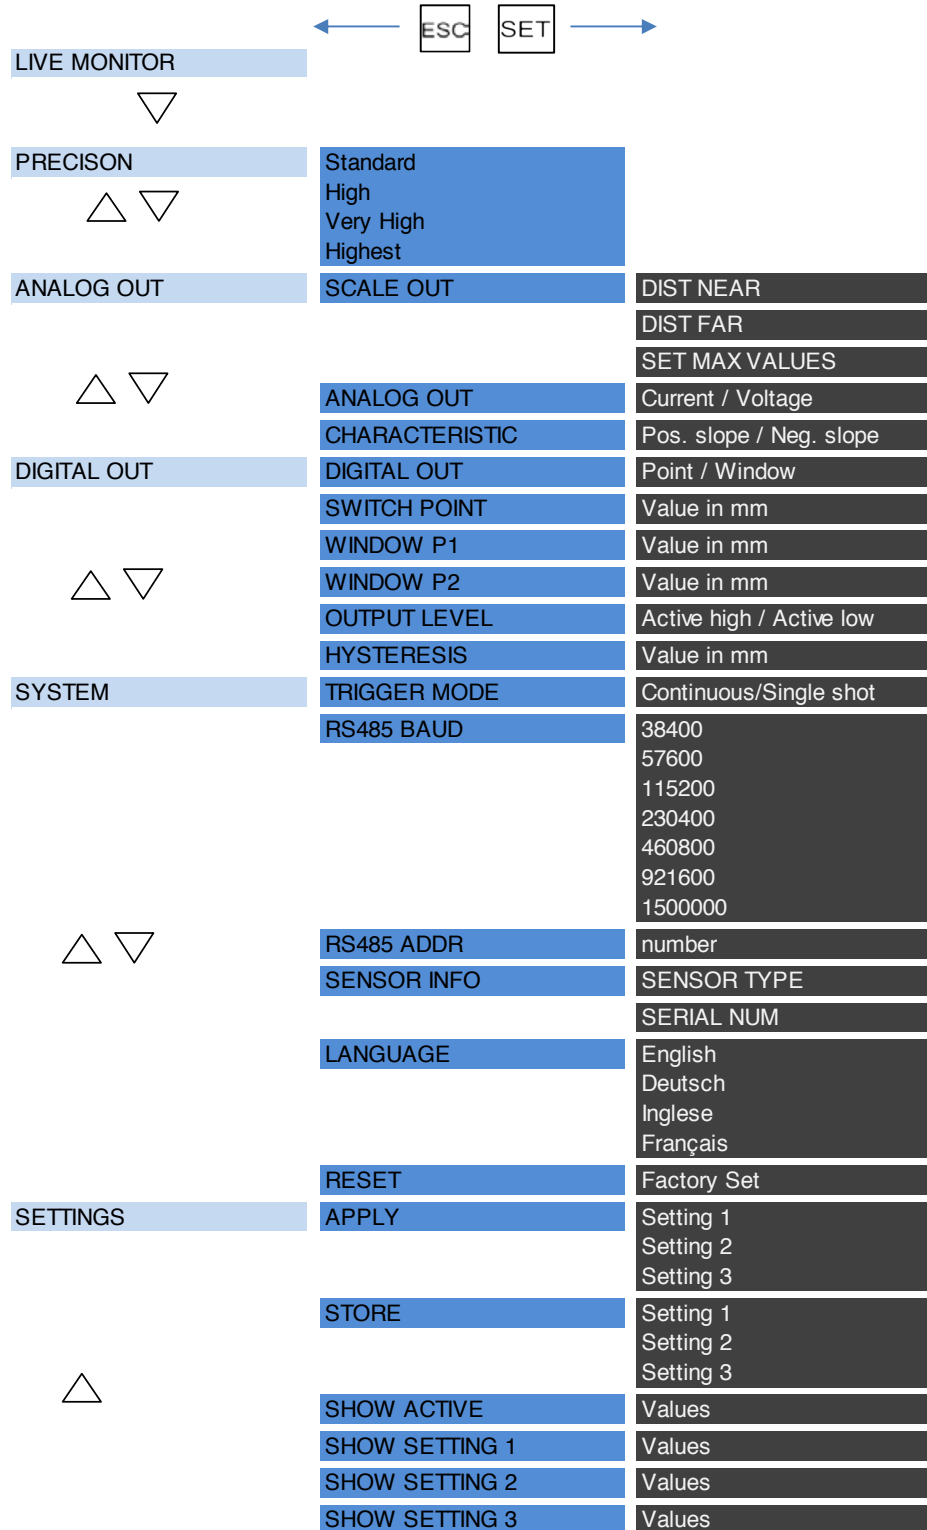 ESC SET
LIVE MONITOR
PRECISON Standard
High
Very High
Highest
ANALOG OUT SCALE OUT DIST NEAR
DIST FAR
SET MAX VALUES
ANALOG OUT Current / Voltage
CHARACTERISTIC Pos. slope / Neg. slope
DIGITAL OUT DIGITAL OUT Point / Window
SWITCH POINT Value in mm
WINDOW P1 Value in mm
WINDOW P2 Value in mm
OUTPUT LEVEL Active high / Active low
HYSTERESIS Value in mm
SYSTEM TRIGGER MODE Continuous/Single shot
RS485 BAUD 38400
57600
115200
230400
460800
921600
1500000
RS485 ADDR number
SENSOR INFO SENSOR TYPE
SERIAL NUM
LANGUAGE English
Deutsch
Inglese
Français
RESET Factory Set
SETTINGS APPLY Setting 1
Setting 2
Setting 3
STORE Setting 1
Setting 2
Setting 3
SHOW ACTIVE Values
SHOW SETTING 1 Values
SHOW SETTING 2 Values
SHOW SETTING 3 Values